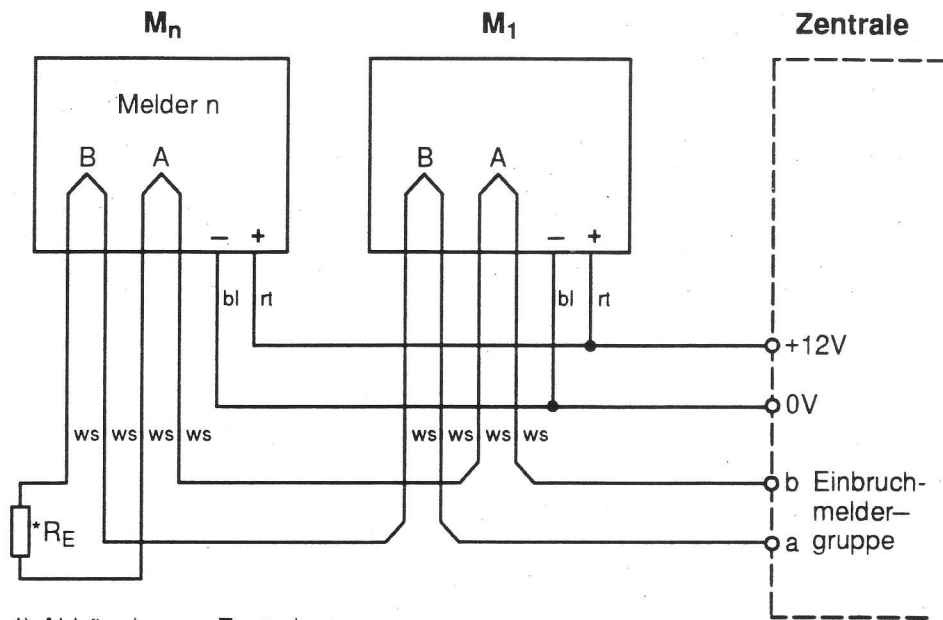 Mn M1 Zentrale
Melder n
B A B A
– + – +
bl rt bl rt
+12V
0V
ws ws ws ws ws ws ws ws
b Einbruch-
melder–
a gruppe
*RE